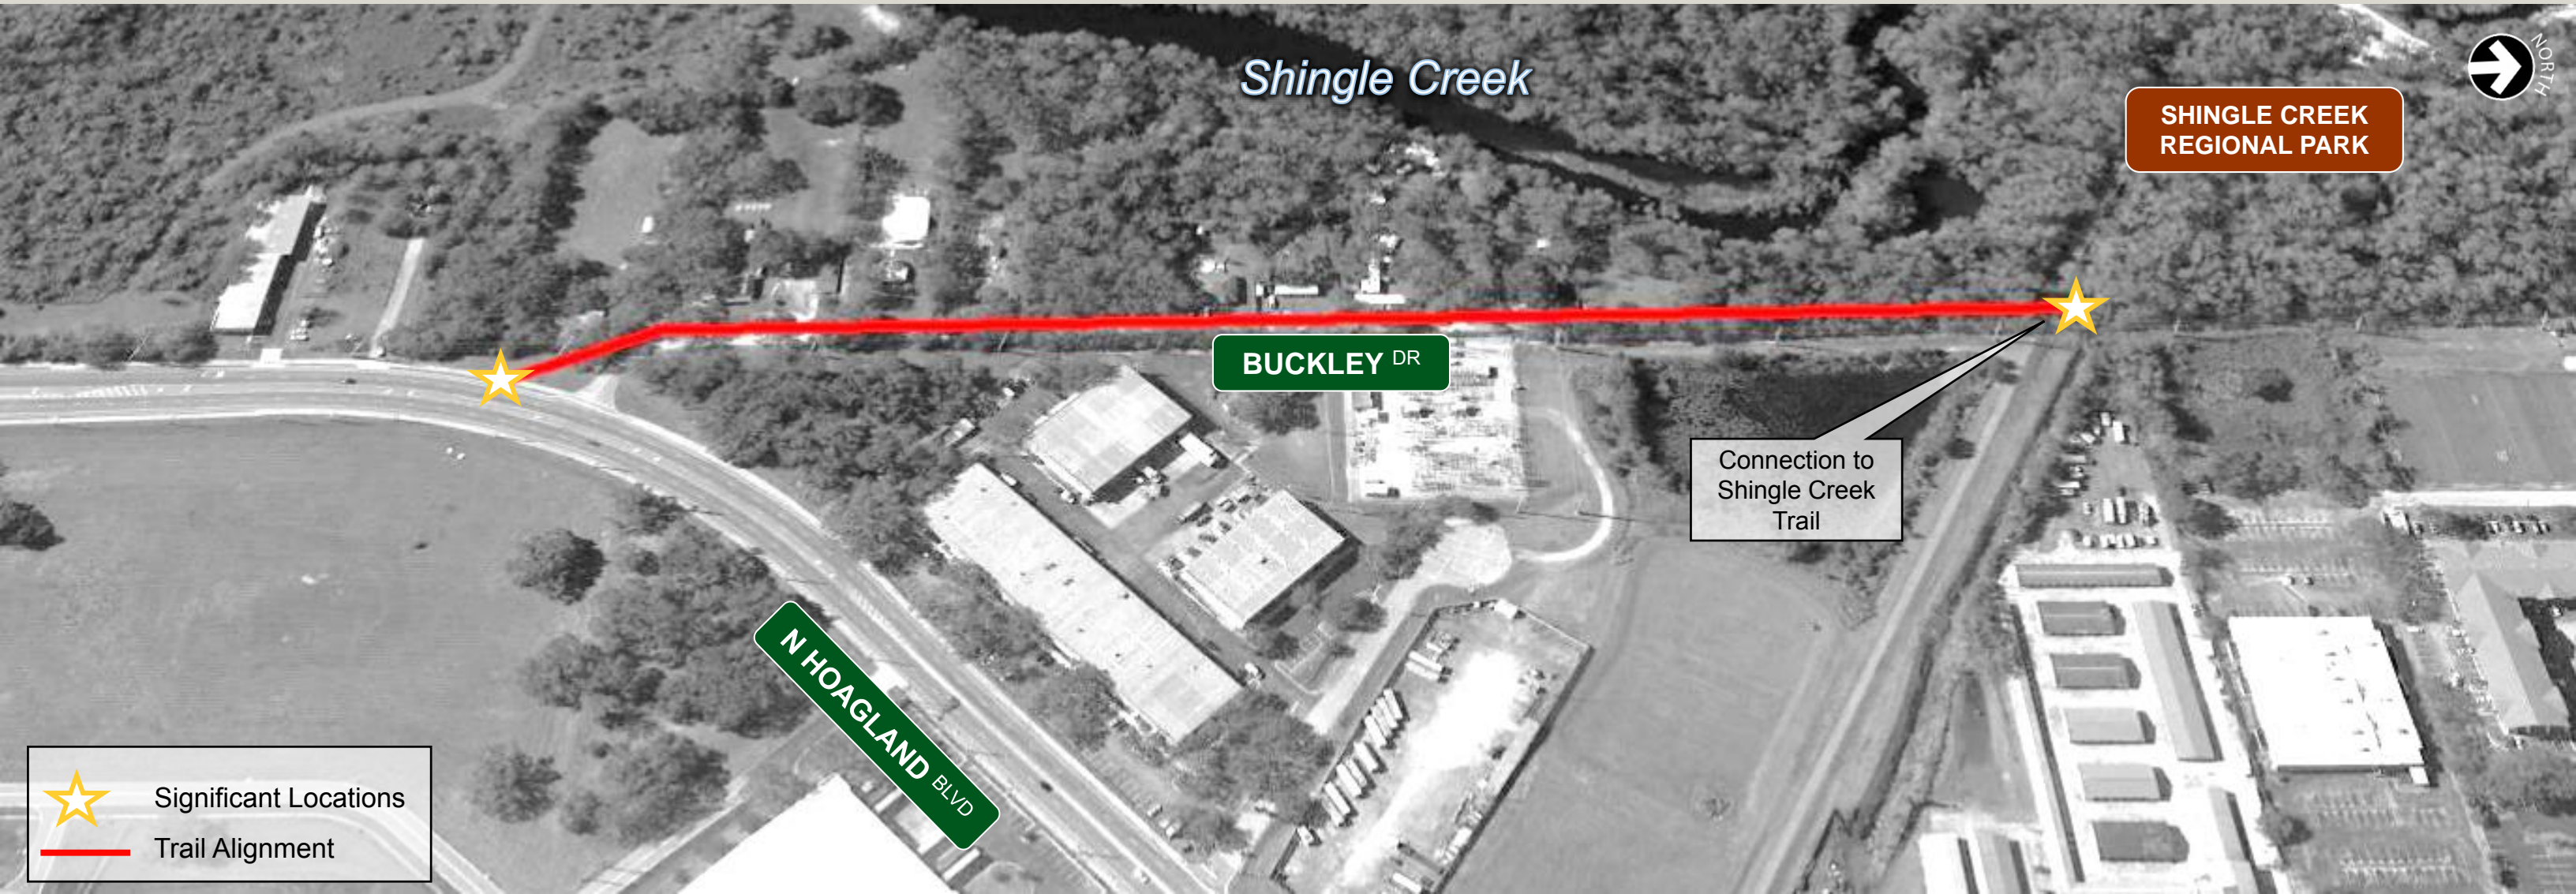 Shingle Creek
NORTH
SHINGLE CREEK
REGIONAL PARK
BUCKLEY DR
Connection to
Shingle Creek
Trail
N HOAGLAND BLVD
Significant Locations
Trail Alignment